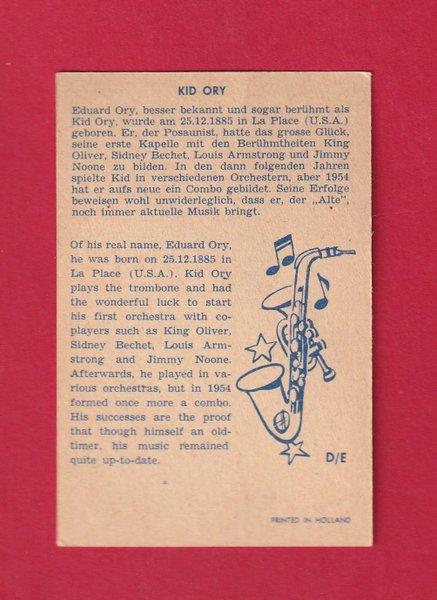 KID ORY
Eduard Ory, besser bekannt und sogar berühmt als
Kid Ory, wurde am 25.12.1885 in La Place (U.S.A.)
geboren. Er, der Posaunist, hatte das grosse Glück,
seine erste Kapelle mit den Berühmtheiten King
Oliver, Sidney Bechet, Louis Armstrong und Jimmy
Noone zu bilden. In den dann folgenden Jahren
spielte Kid in verschiedenen Orchestern, aber 1954
hat er aufs neue ein Combo gebildet. Seine Erfolge
beweisen wohl unwiderleglich, dass er, der „Alte”,
noch immer aktuelle Musik bringt.
Of his real name, Eduard Ory,
he was born on 25.12.1885 in
La Place (U.S.A.). Kid Ory
plays the trombone and had
the wonderful luck to start
his first orchestra with co-
players such as King Oliver,
Sidney Bechet, Louis Arm-
strong and Jimmy Noone.
Afterwards, he played in va-
rious orchestras, but in 1954
formed once more a combo.
His successes are the proof
that though himself an old-
timer, his music remained
quite up-to-date.
D/E
PRINTED IN HOLLAND